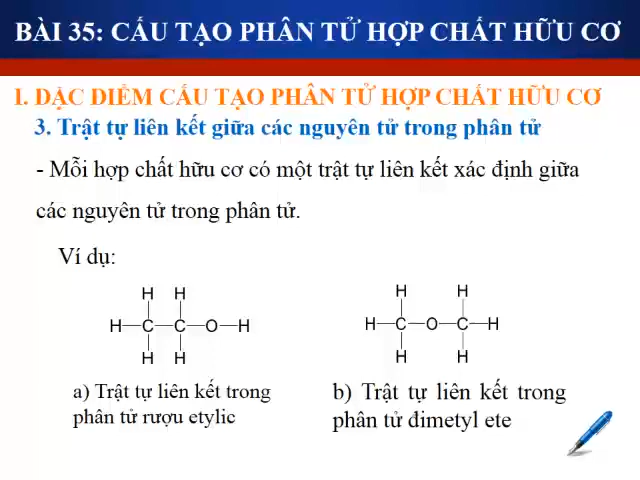 BÀI 35: CẤU TẠO PHÂN TỬ HỢP CHẤT HỮU CƠ
I. DẶC DIỂM CẤU TẠO PHÂN TỬ HỢP CHẤT HỮU CƠ
3. Trật tự liên kết giữa các nguyên tử trong phân tử
- Mỗi hợp chất hữu cơ có một trật tự liên kết xác định giữa
các nguyên tử trong phân tử.
Ví dụ:
H H
H—C—C—O—H
H H
H H
H—C—O—C—H
H H
a) Trật tự liên kết trong
phân tử rượu etylic
b) Trật tự liên kết trong
phân tử đimetyl ete